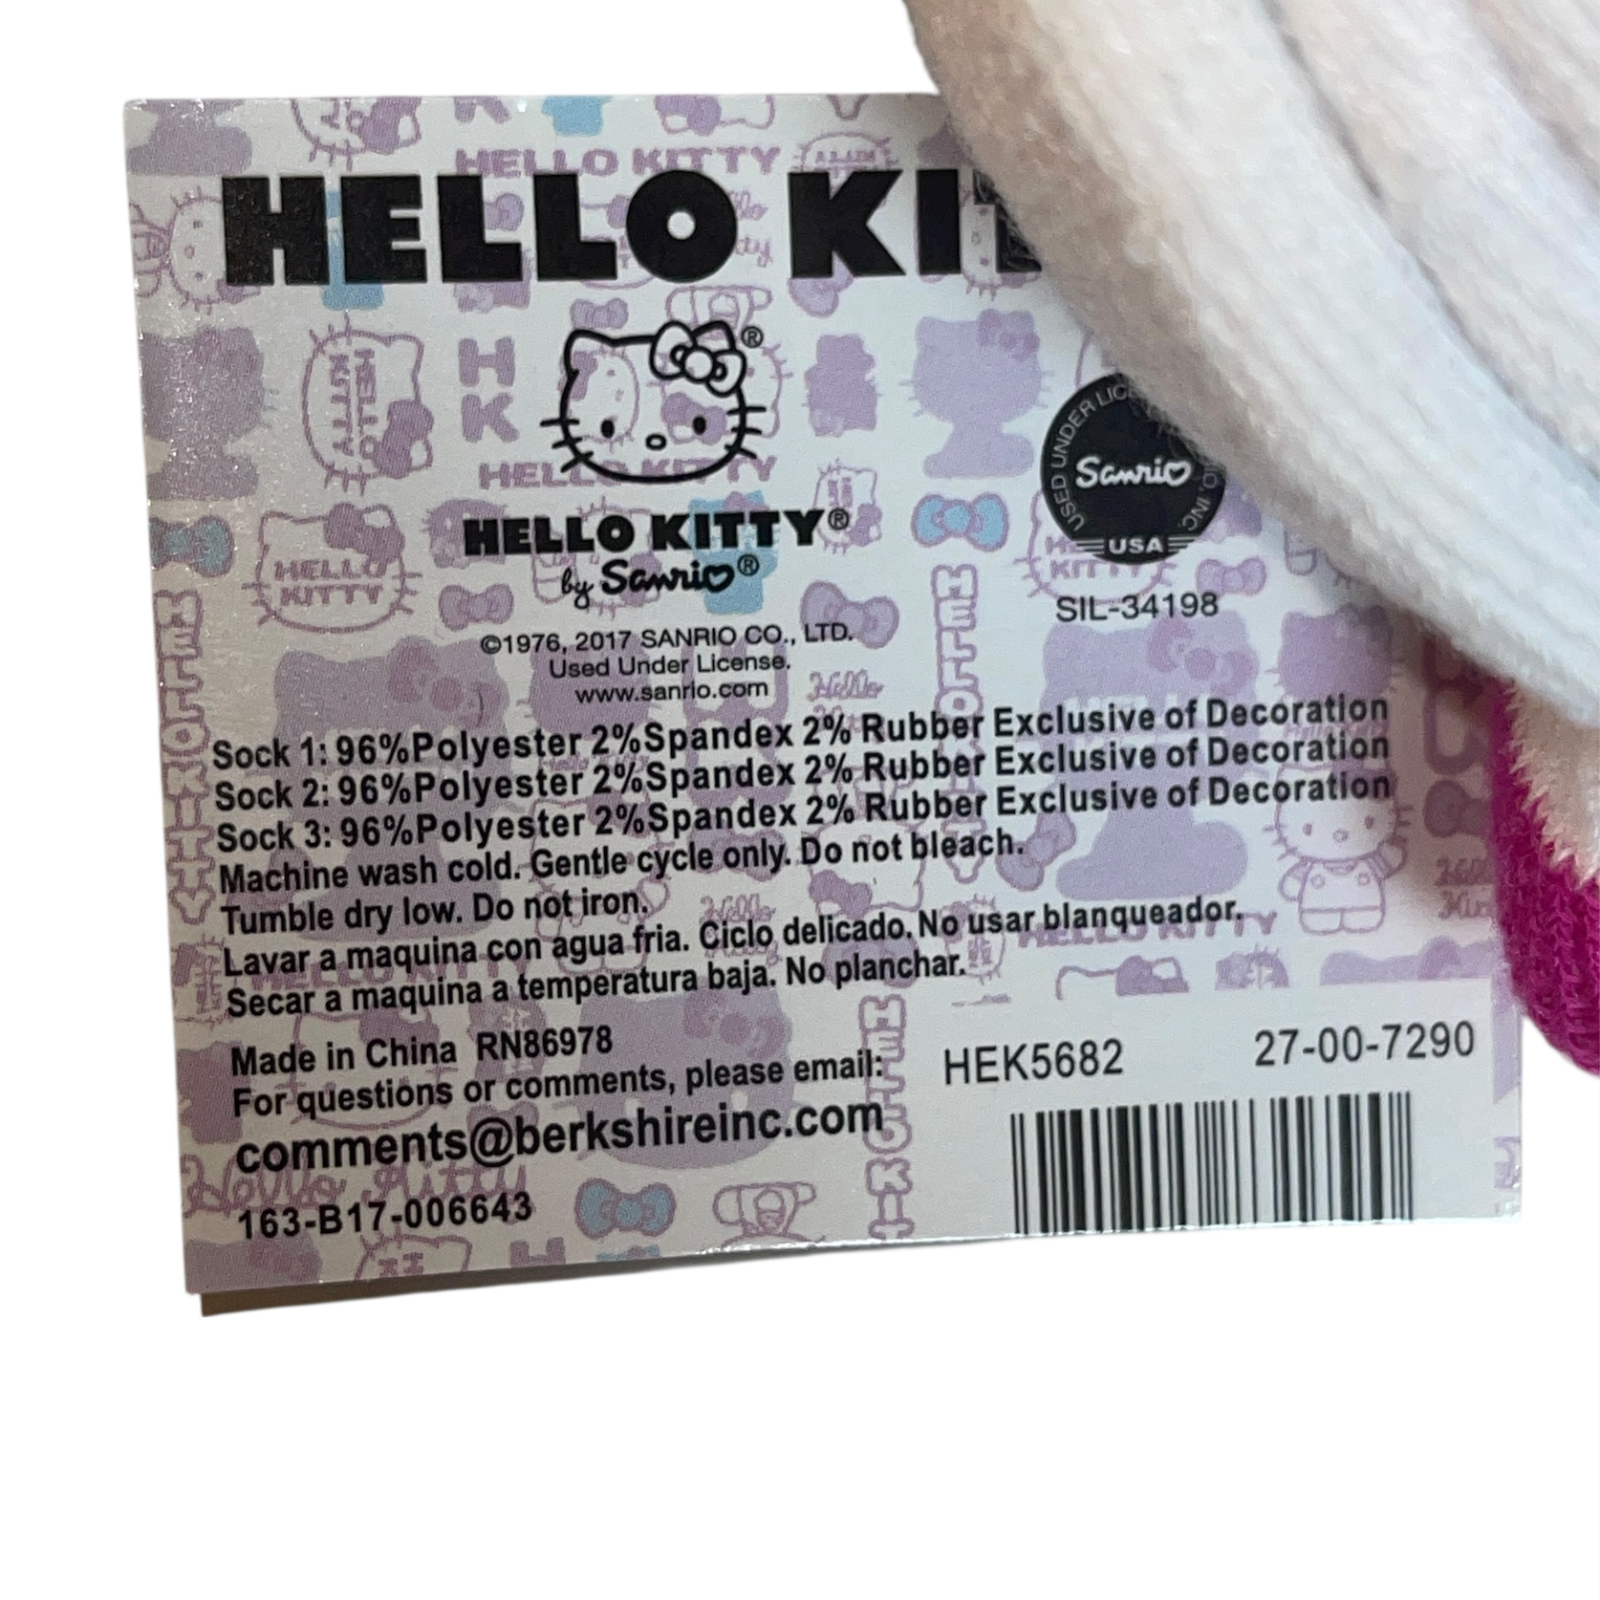 HELLO KIT
®
HELLO KITTY®
by Sanrio®
©1976, 2017 SANRIO CO., LTD.
Used Under License.
www.sanrio.com
USED UNDER
Sanrio
INC.
USA
SIL-34198
Sock 1: 96%Polyester 2%Spandex 2% Rubber Exclusive of Decoration
Sock 2: 96%Polyester 2%Spandex 2% Rubber Exclusive of Decoration
Sock 3: 96%Polyester 2%Spandex 2% Rubber Exclusive of Decoration
Machine wash cold. Gentle cycle only. Do not bleach.
Tumble dry low. Do not iron.
Lavar a maquina con agua fria. Ciclo delicado. No usar blanqueador.
Secar a maquina a temperatura baja. No planchar.
Made in China RN86978
For questions or comments, please email:
comments@berkshireinc.com
163-B17-006643
HEK5682
27-00-7290